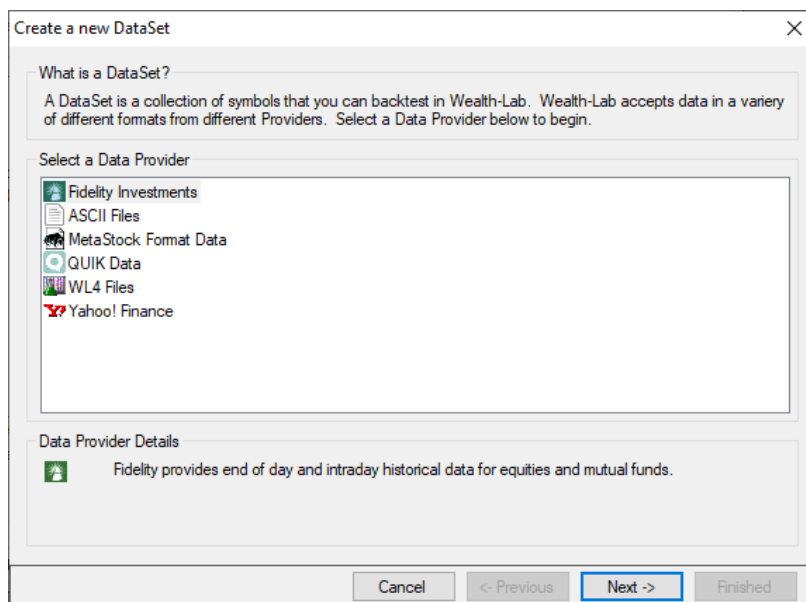 Create a new DataSet
What is a DataSet?
A DataSet is a collection of symbols that you can backtest in Wealth-Lab. Wealth-Lab accepts data in a variery
of different formats from different Providers. Select a Data Provider below to begin.
Select a Data Provider
Fidelity Investments
ASCII Files
MetaStock Format Data
QUIK Data
WL4 Files
Yahoo! Finance
Data Provider Details
Fidelity provides end of day and intraday historical data for equities and mutual funds.
Cancel
<- Previous
Next ->
Finished